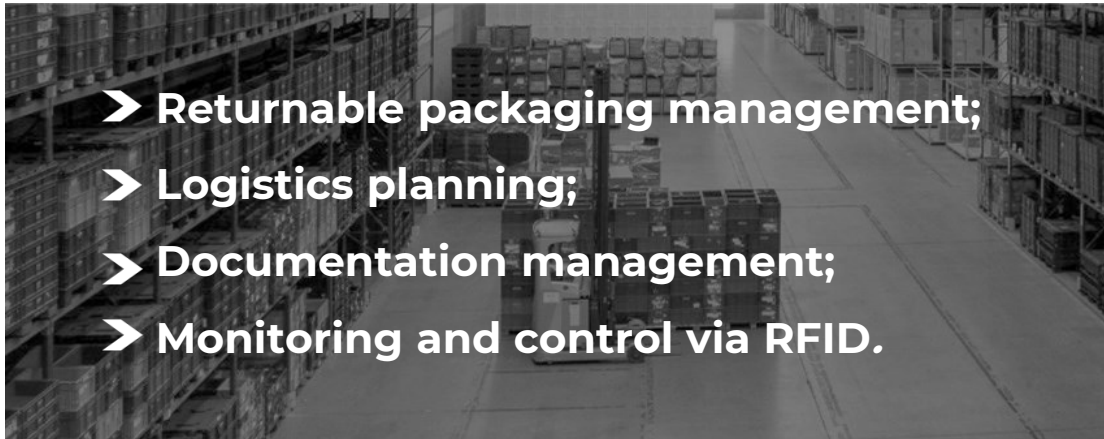 Returnable packaging management;
Logistics planning;
Documentation management;
Monitoring and control via RFID.